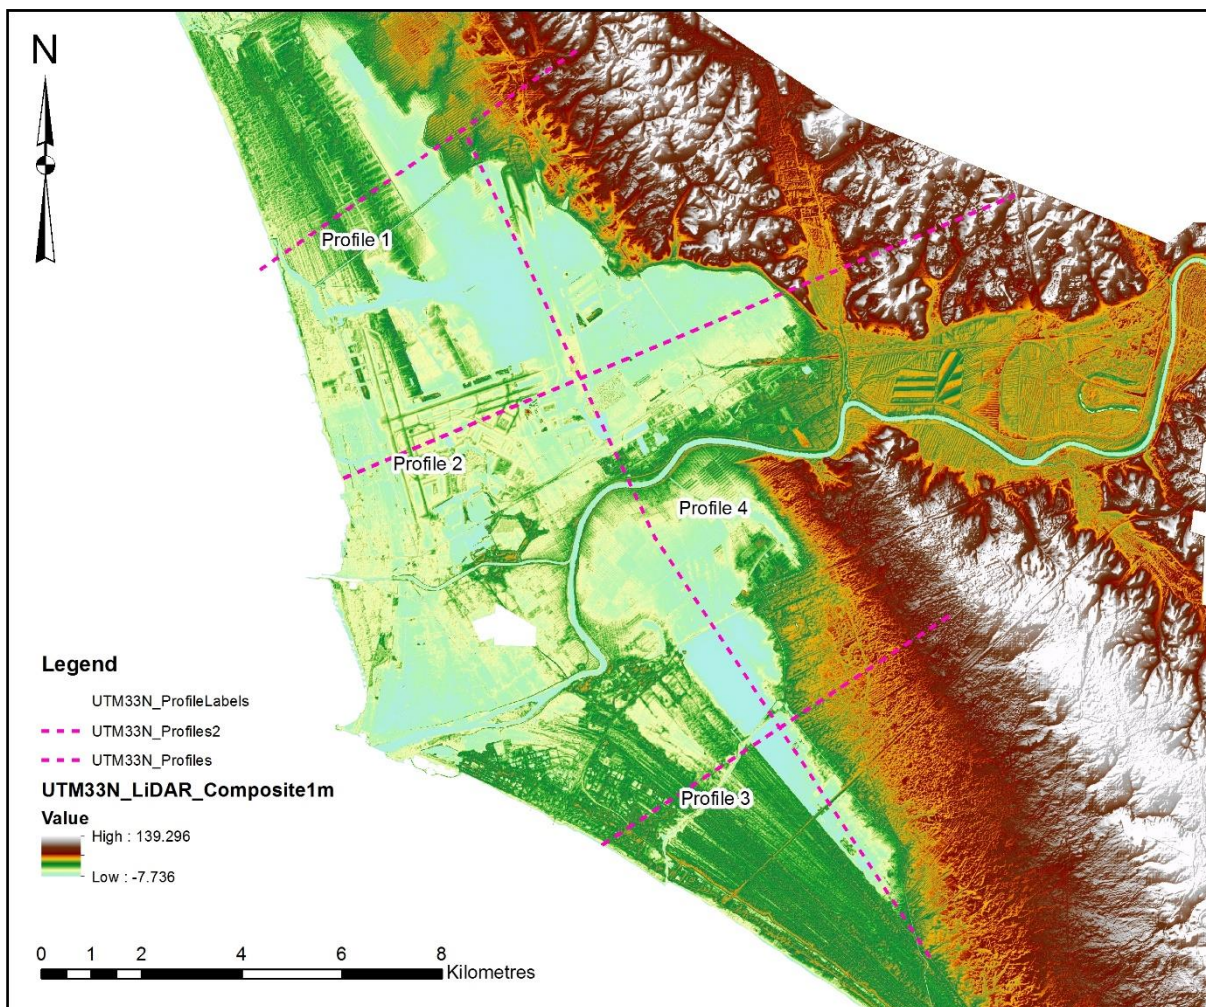 N
Profile 1
Profile 2
Profile 4
Profile 3
Legend
UTM33N_ProfileLabels
UTM33N_Profiles2
UTM33N_Profiles
UTM33N_LiDAR_Composite1m
Value
High : 139.296
Low : -7.736
0 1 2 4 6 8
Kilometres